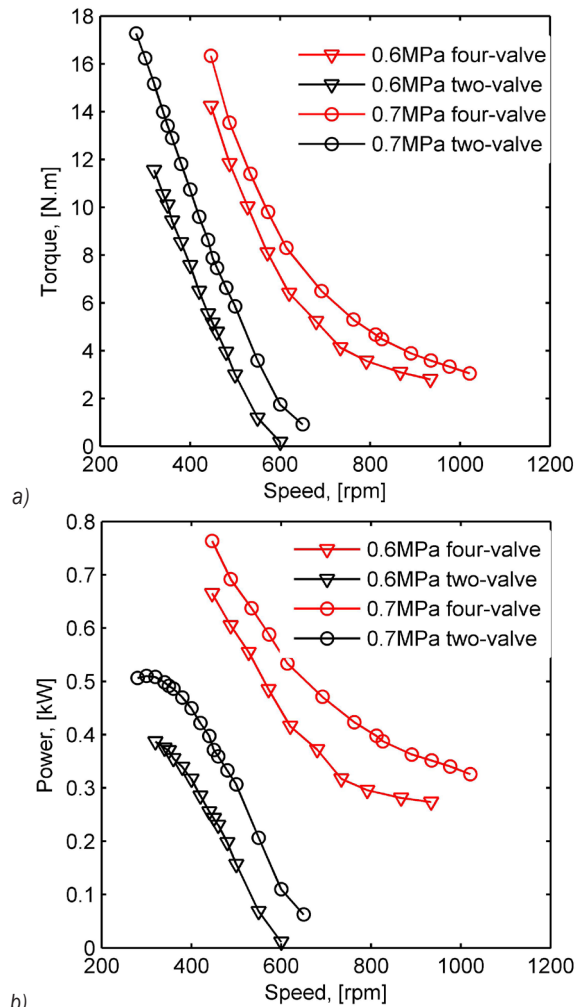 18
16
14
12
10
8
6
4
2
0
Torque, [N.m]
0.6MPa four-valve
0.6MPa two-valve
0.7MPa four-valve
0.7MPa two-valve
200 400 600 800 1000 1200
Speed, [rpm]
a)
0.8
0.7
0.6
0.5
0.4
0.3
0.2
0.1
0
Power, [kW]
0.6MPa four-valve
0.6MPa two-valve
0.7MPa four-valve
0.7MPa two-valve
200 400 600 800 1000 1200
Speed, [rpm]
b)